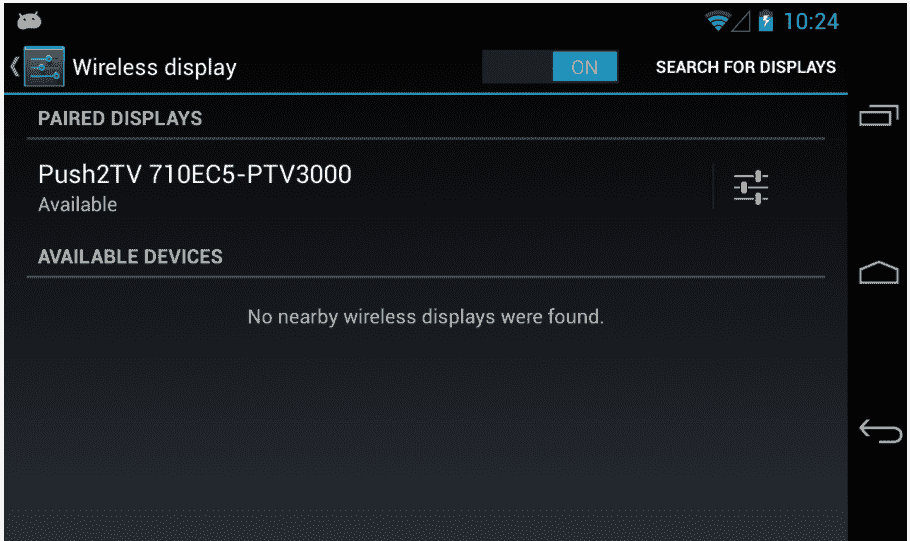 10:24
Wireless display
ON
SEARCH FOR DISPLAYS
PAIRED DISPLAYS
Push2TV 710EC5-PTV3000
Available
AVAILABLE DEVICES
No nearby wireless displays were found.